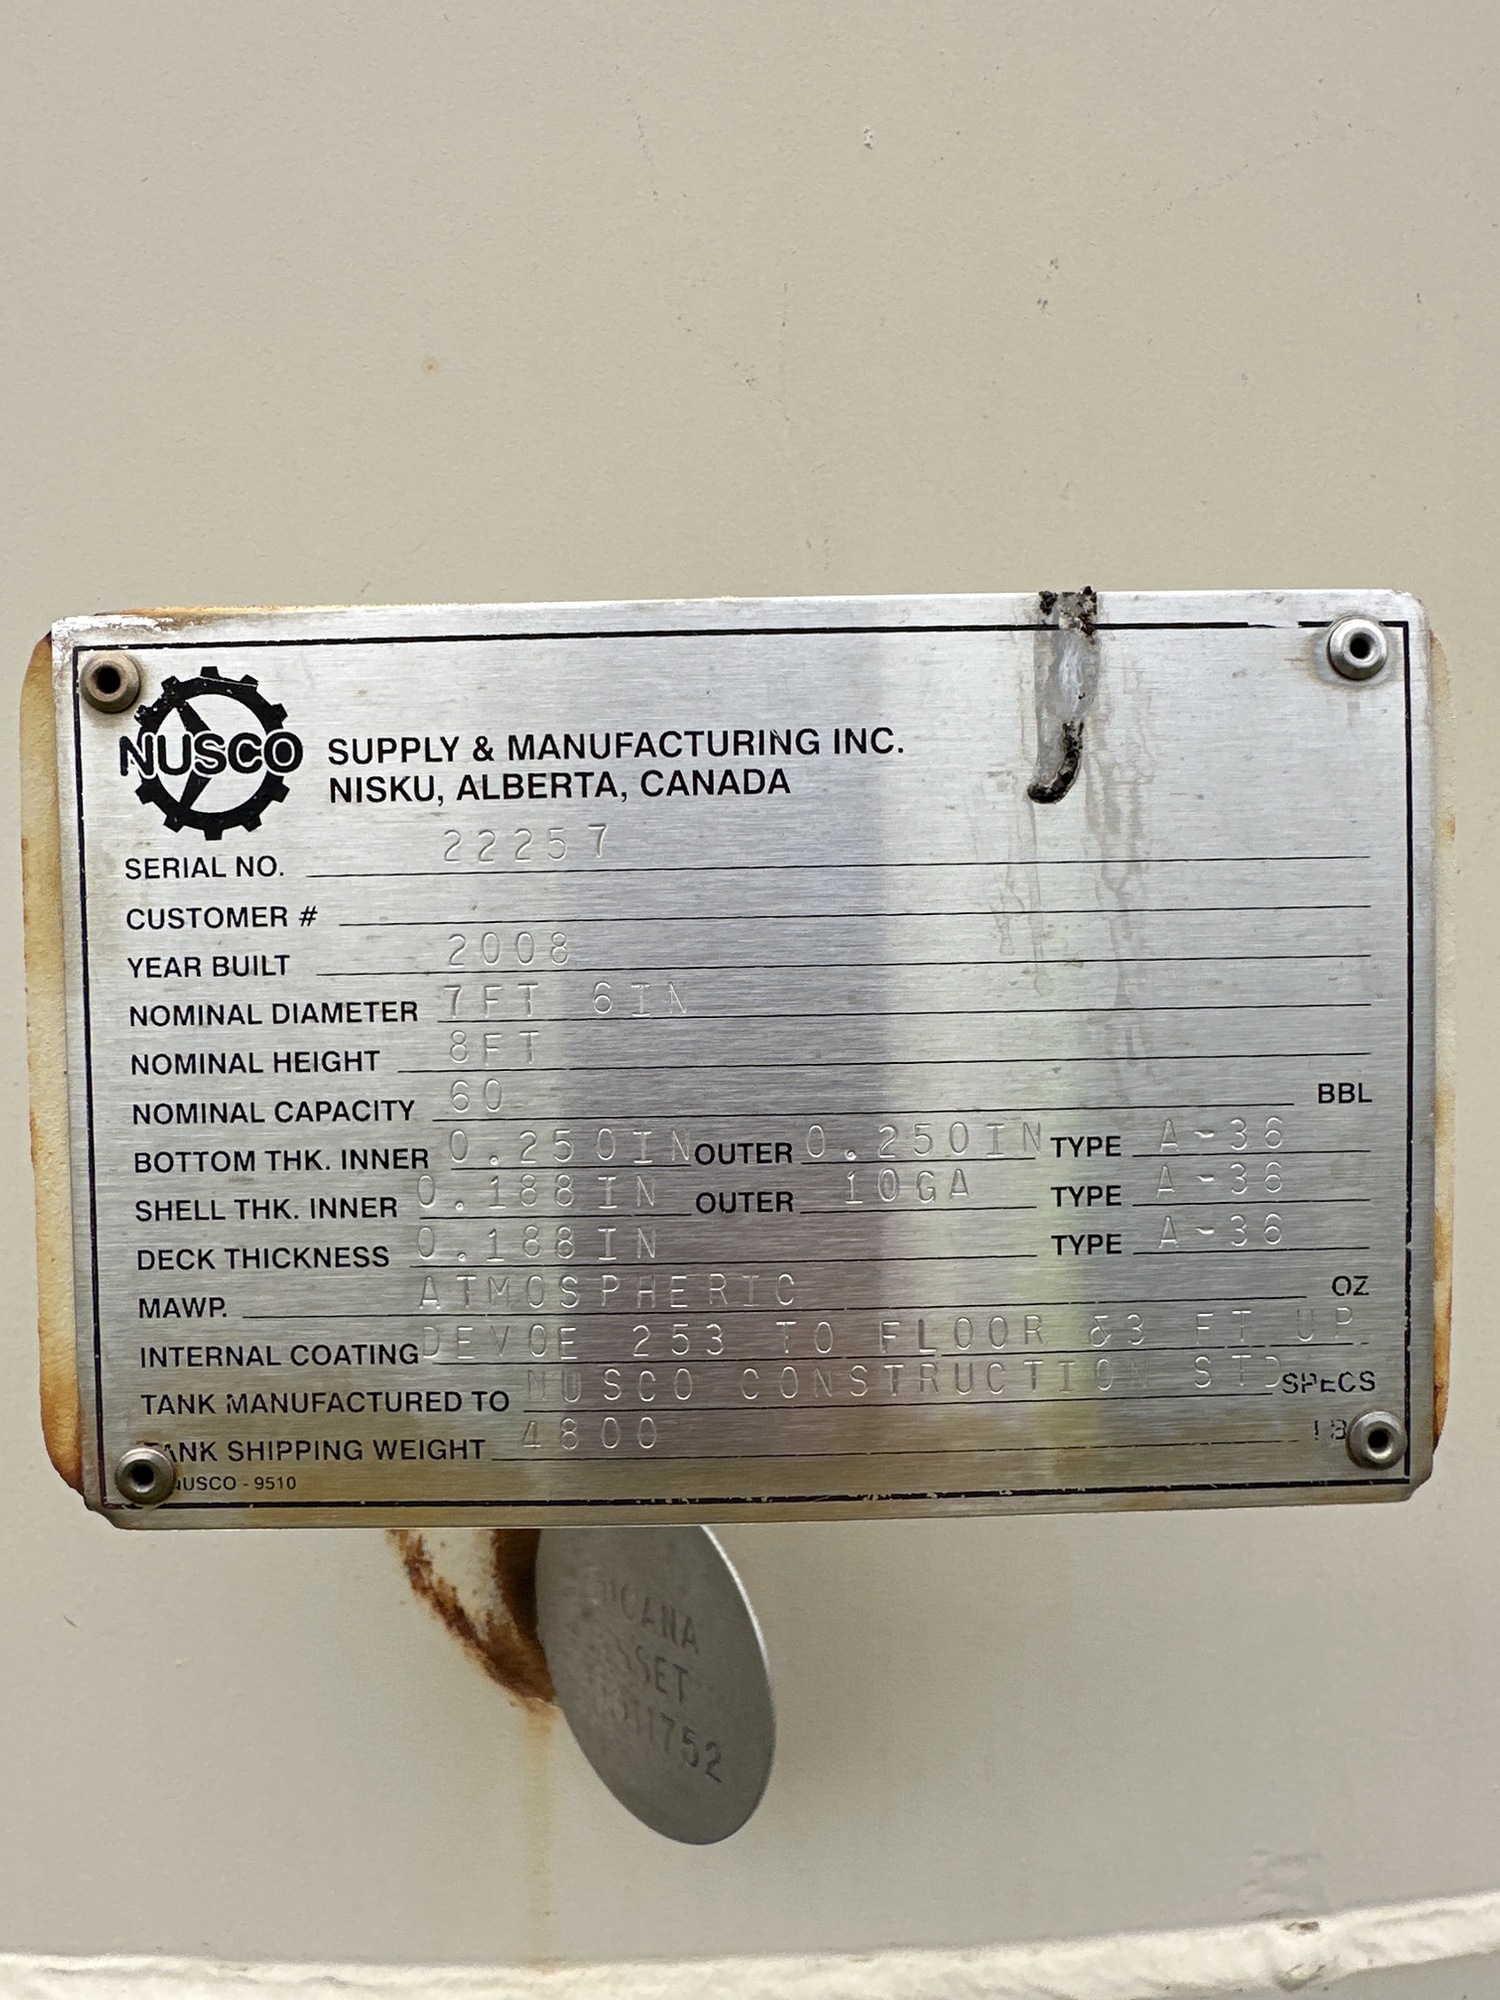 NUSCO SUPPLY & MANUFACTURING INC.
NISKU, ALBERTA, CANADA
SERIAL NO. 22257
CUSTOMER #
YEAR BUILT 2008
NOMINAL DIAMETER 7FT 6IN
NOMINAL HEIGHT 8FT
NOMINAL CAPACITY 60 BBL
BOTTOM THK. INNER 0.250IN OUTER 0.250IN TYPE A-36
SHELL THK. INNER 0.188IN OUTER 10GA TYPE A-36
DECK THICKNESS 0.188IN TYPE A-36
MAWP. ATMOSPHERIC OZ
INTERNAL COATING DEVOE 253 TO FLOOR &3 FT UP
TANK MANUFACTURED TO NUSCO CONSTRUCTION STD SPECS
TANK SHIPPING WEIGHT 4800
NUSCO - 9510